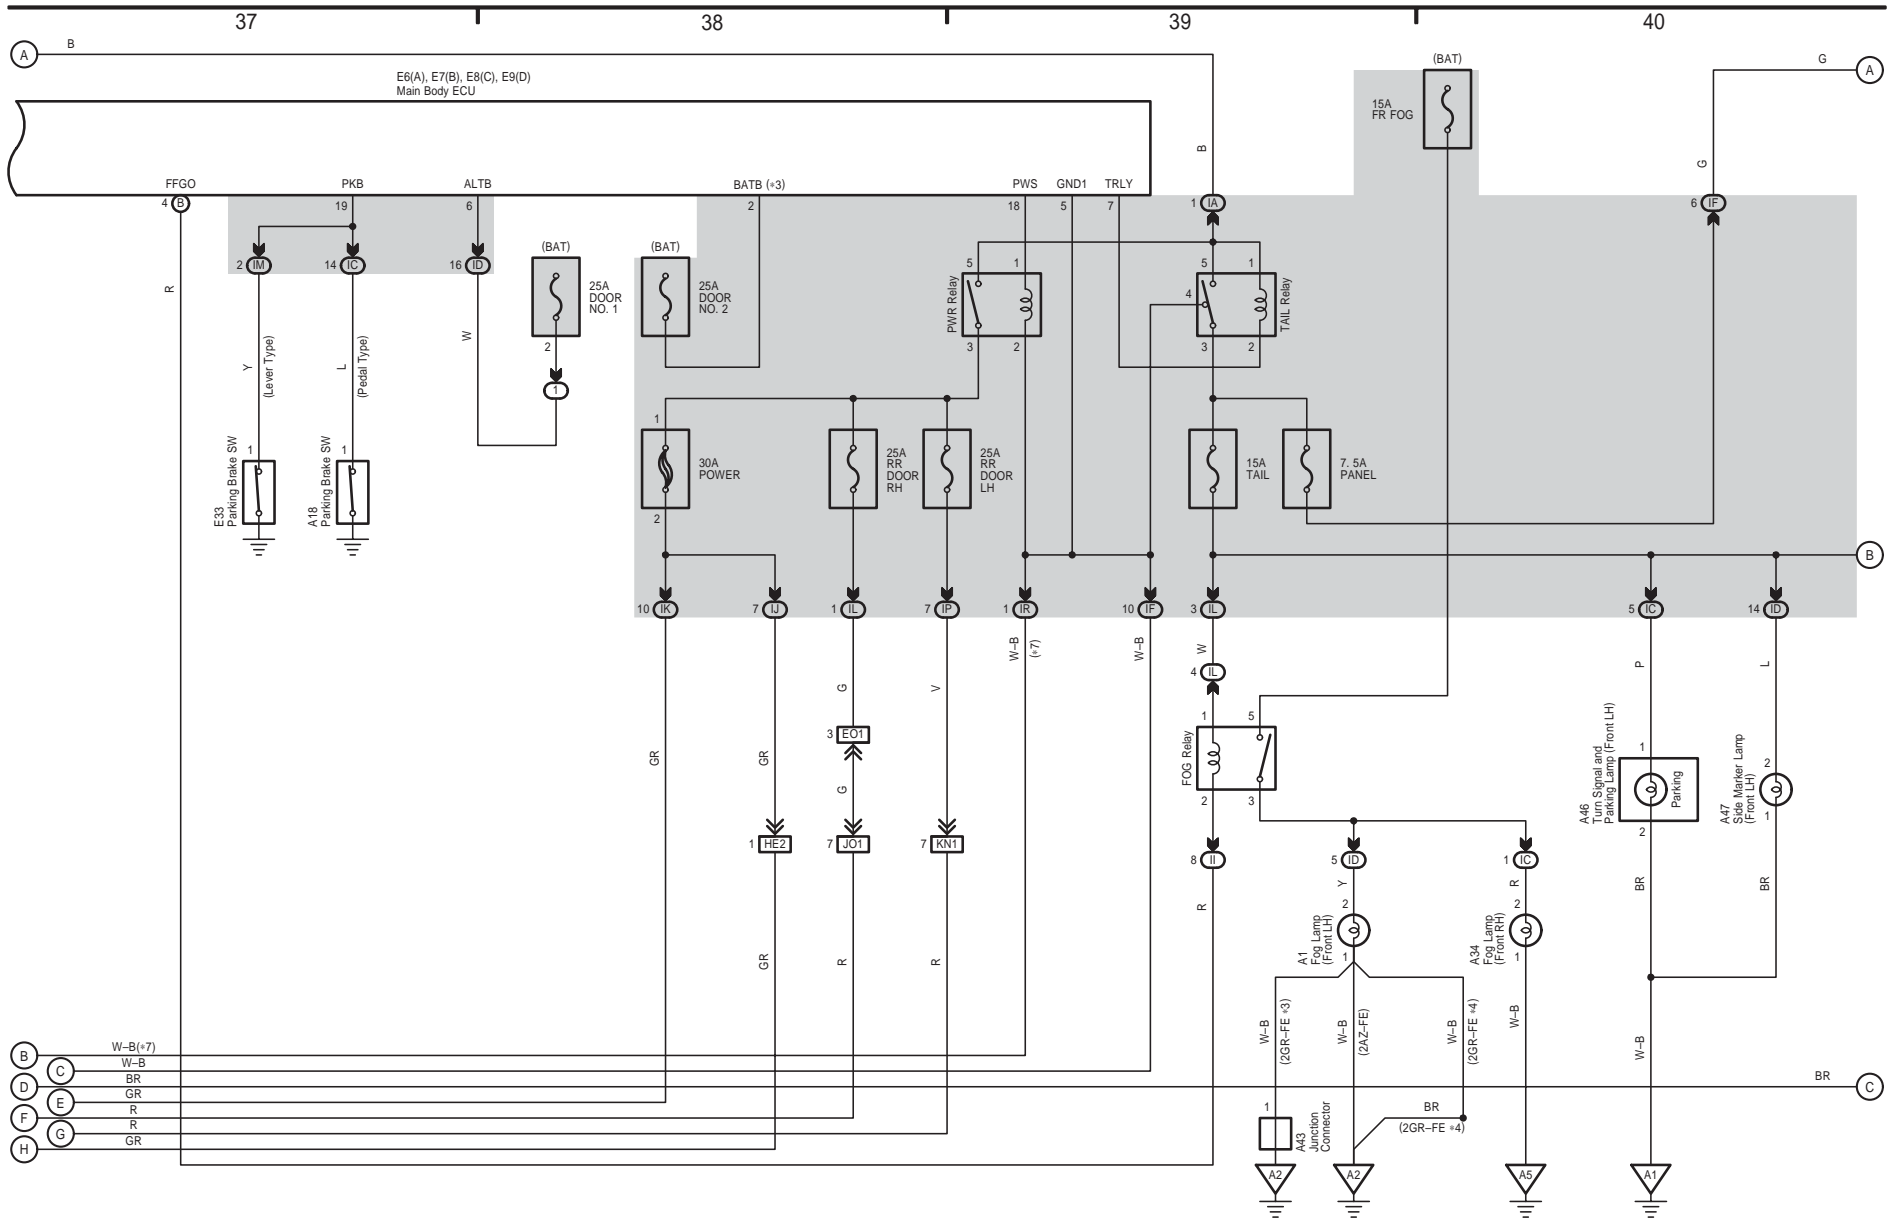 37
38
39
40
A
B
E6(A), E7(B), E8(C), E9(D)
Main Body ECU
(BAT)
15A
FR FOG
G
A
B
G
FFGO
PKB
ALTB
BATB (∗3)
PWS
GND1
TRLY
4 B
19
6
2
18
5
7
1 IA
6 IF
2 IM
14 IC
16 ID
(BAT)
25A
DOOR
NO. 1
2
1
(BAT)
25A
DOOR
NO. 2
5
1
PWR Relay
3
2
5
1
4
TAIL Relay
3
2
R
Y
(Lever Type)
L
(Pedal Type)
W
1
E33
Parking Brake SW
1
A18
Parking Brake SW
1
30A
POWER
2
25A
RR
DOOR
RH
25A
RR
DOOR
LH
15A
TAIL
7. 5A
PANEL
B
10 IK
7 IJ
1 IL
7 IP
1 IR
10 IF
3 IL
5 IC
14 ID
W–B
(∗7)
W–B
W
4 IL
P
L
G
V
GR
GR
3 EO1
G
1 HE2
7 JO1
7 KN1
GR
R
R
1
5
FOG Relay
2
3
8 II
5 ID
1 IC
R
Y
R
2
A1
Fog Lamp
(Front LH)
1
2
A34
Fog Lamp
(Front RH)
1
1
A46
Turn Signal and
Parking Lamp (Front LH)
Parking
2
2
A47
Side Marker Lamp
(Front LH)
1
BR
BR
W–B
(2GR–FE ∗3)
W–B
(2AZ–FE)
W–B
(2GR–FE ∗4)
W–B
W–B
B
W–B(∗7)
C
W–B
D
BR
BR
C
E
GR
F
R
G
R
H
GR
1
A43
Junction
Connector
BR
(2GR–FE ∗4)
A2
A2
A5
A1